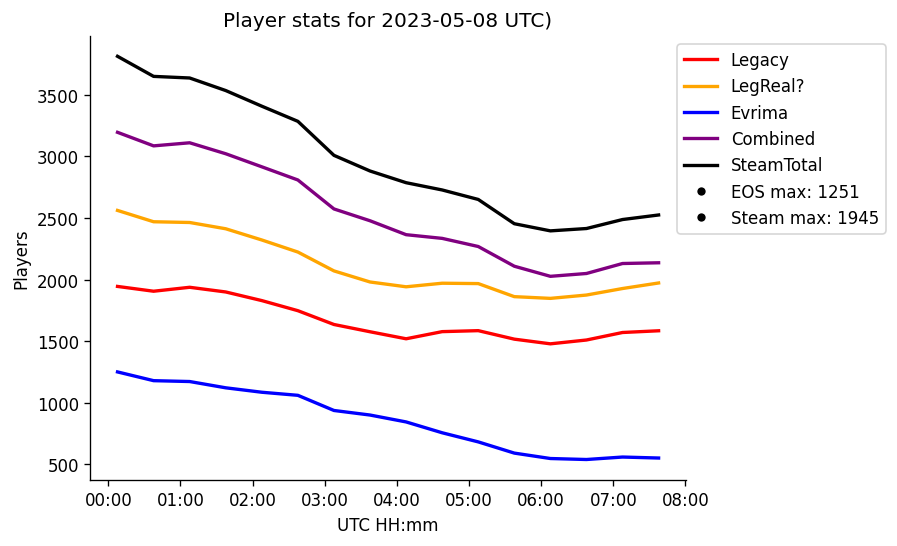 Player stats for 2023-05-08 UTC)
Legacy
LegReal?
Evrima
Combined
SteamTotal
EOS max: 1251
Steam max: 1945
Players
3500
3000
2500
2000
1500
1000
500
00:00 01:00 02:00 03:00 04:00 05:00 06:00 07:00 08:00
UTC HH:mm